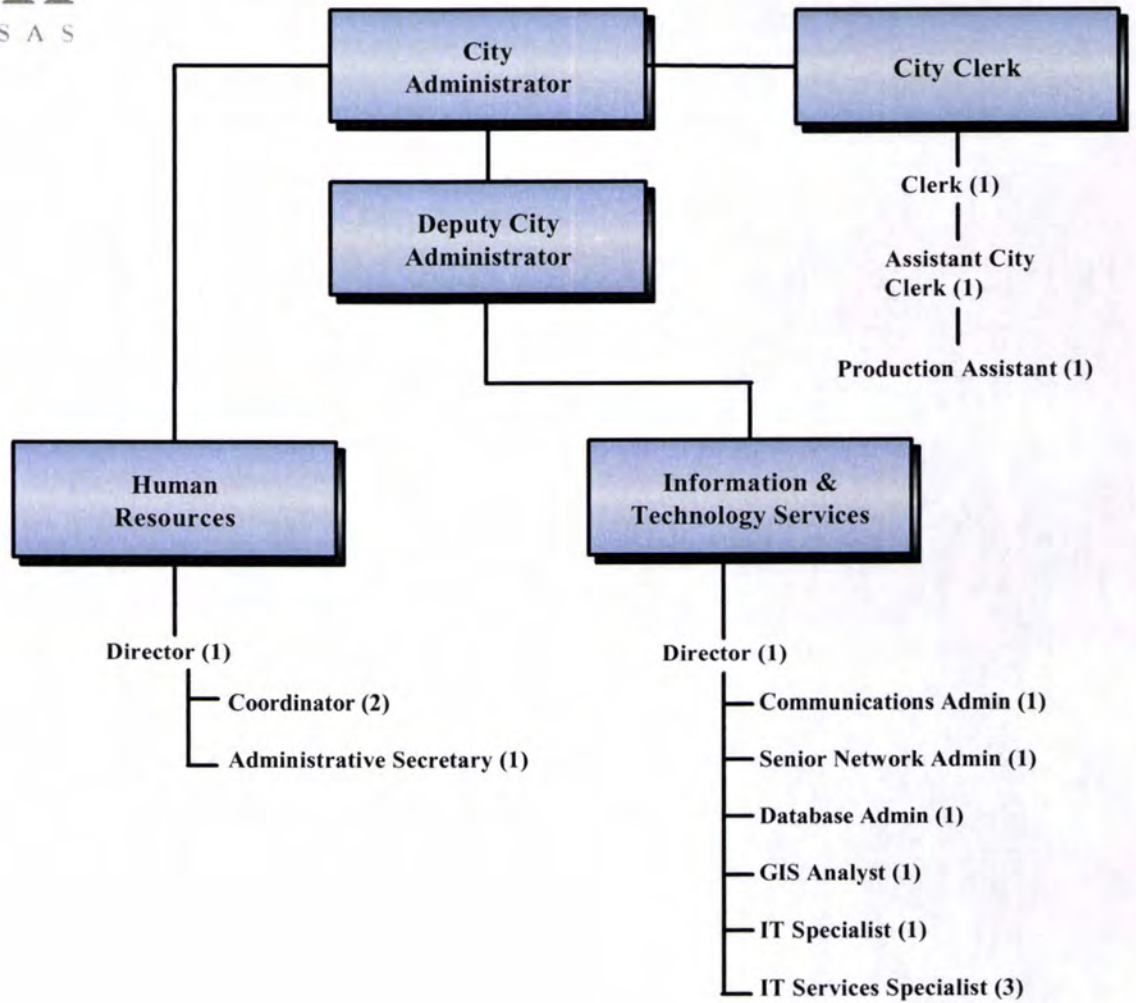 S A S
City
Administrator
City Clerk
Clerk (1)
Deputy City
Administrator
Assistant City
Clerk (1)
Production Assistant (1)
Human
Resources
Information &
Technology Services
Director (1)
Coordinator (2)
Administrative Secretary (1)
Director (1)
Communications Admin (1)
Senior Network Admin (1)
Database Admin (1)
GIS Analyst (1)
IT Specialist (1)
IT Services Specialist (3)